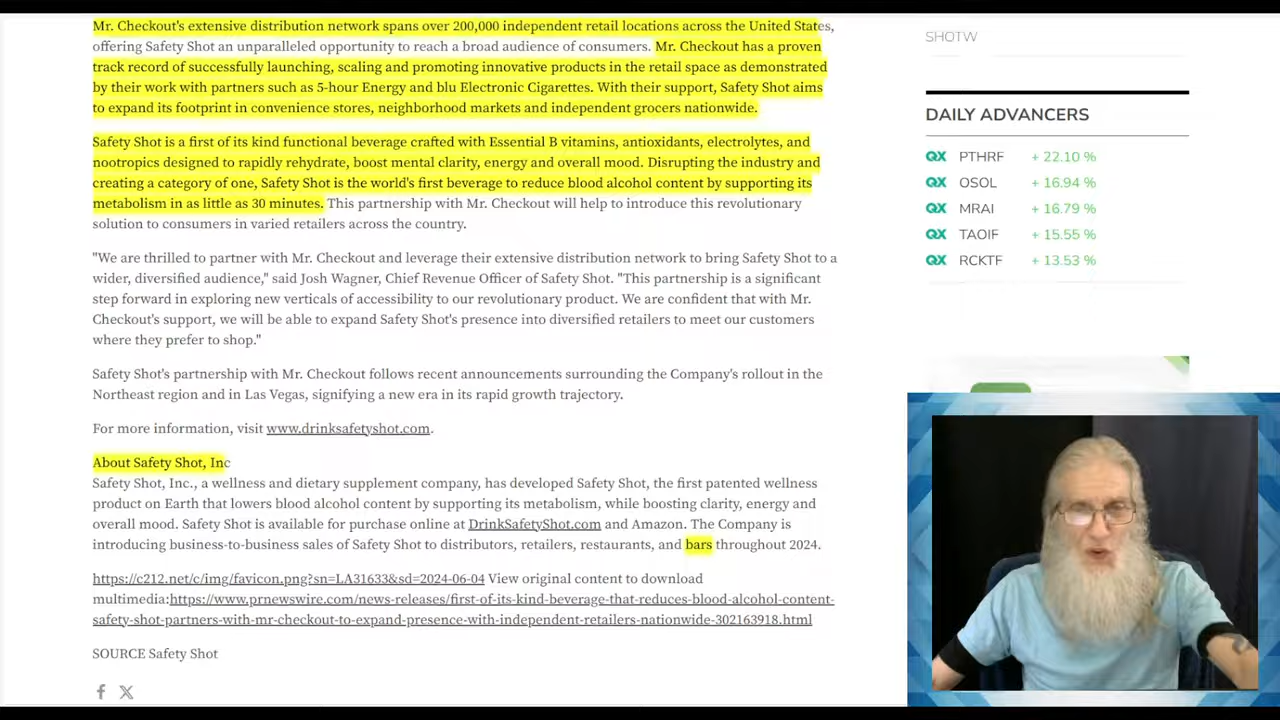 Mr. Checkout's extensive distribution network spans over 200,000 independent retail locations across the United States,
offering Safety Shot an unparalleled opportunity to reach a broad audience of consumers. Mr. Checkout has a proven
track record of successfully launching, scaling and promoting innovative products in the retail space as demonstrated
by their work with partners such as 5-hour Energy and blu Electronic Cigarettes. With their support, Safety Shot aims
to expand its footprint in convenience stores, neighborhood markets and independent grocers nationwide.
Safety Shot is a first of its kind functional beverage crafted with Essential B vitamins, antioxidants, electrolytes, and
nootropics designed to rapidly rehydrate, boost mental clarity, energy and overall mood. Disrupting the industry and
creating a category of one, Safety Shot is the world's first beverage to reduce blood alcohol content by supporting its
metabolism in as little as 30 minutes. This partnership with Mr. Checkout will help to introduce this revolutionary
solution to consumers in varied retailers across the country.
"We are thrilled to partner with Mr. Checkout and leverage their extensive distribution network to bring Safety Shot to a
wider, diversified audience," said Josh Wagner, Chief Revenue Officer of Safety Shot. "This partnership is a significant
step forward in exploring new verticals of accessibility to our revolutionary product. We are confident that with Mr.
Checkout's support, we will be able to expand Safety Shot's presence into diversified retailers to meet our customers
where they prefer to shop."
Safety Shot's partnership with Mr. Checkout follows recent announcements surrounding the Company's rollout in the
Northeast region and in Las Vegas, signifying a new era in its rapid growth trajectory.
For more information, visit www.drinksafetyshot.com.
About Safety Shot, Inc
Safety Shot, Inc., a wellness and dietary supplement company, has developed Safety Shot, the first patented wellness
product on Earth that lowers blood alcohol content by supporting its metabolism, while boosting clarity, energy and
overall mood. Safety Shot is available for purchase online at DrinkSafetyShot.com and Amazon. The Company is
introducing business-to-business sales of Safety Shot to distributors, retailers, restaurants, and bars throughout 2024.
https://c212.net/c/img/favicon.png?sn=LA31633&sd=2024-06-04 View original content to download
multimedia:https://www.prnewswire.com/news-releases/first-of-its-kind-beverage-that-reduces-blood-alcohol-content-
safety-shot-partners-with-mr-checkout-to-expand-presence-with-independent-retailers-nationwide-302163918.html
SOURCE Safety Shot
SHOTW
DAILY ADVANCERS
QX PTHRF + 22.10 %
QX OSOL + 16.94 %
QX MRAI + 16.79 %
QX TAOIF + 15.55 %
QX RCKTF + 13.53 %